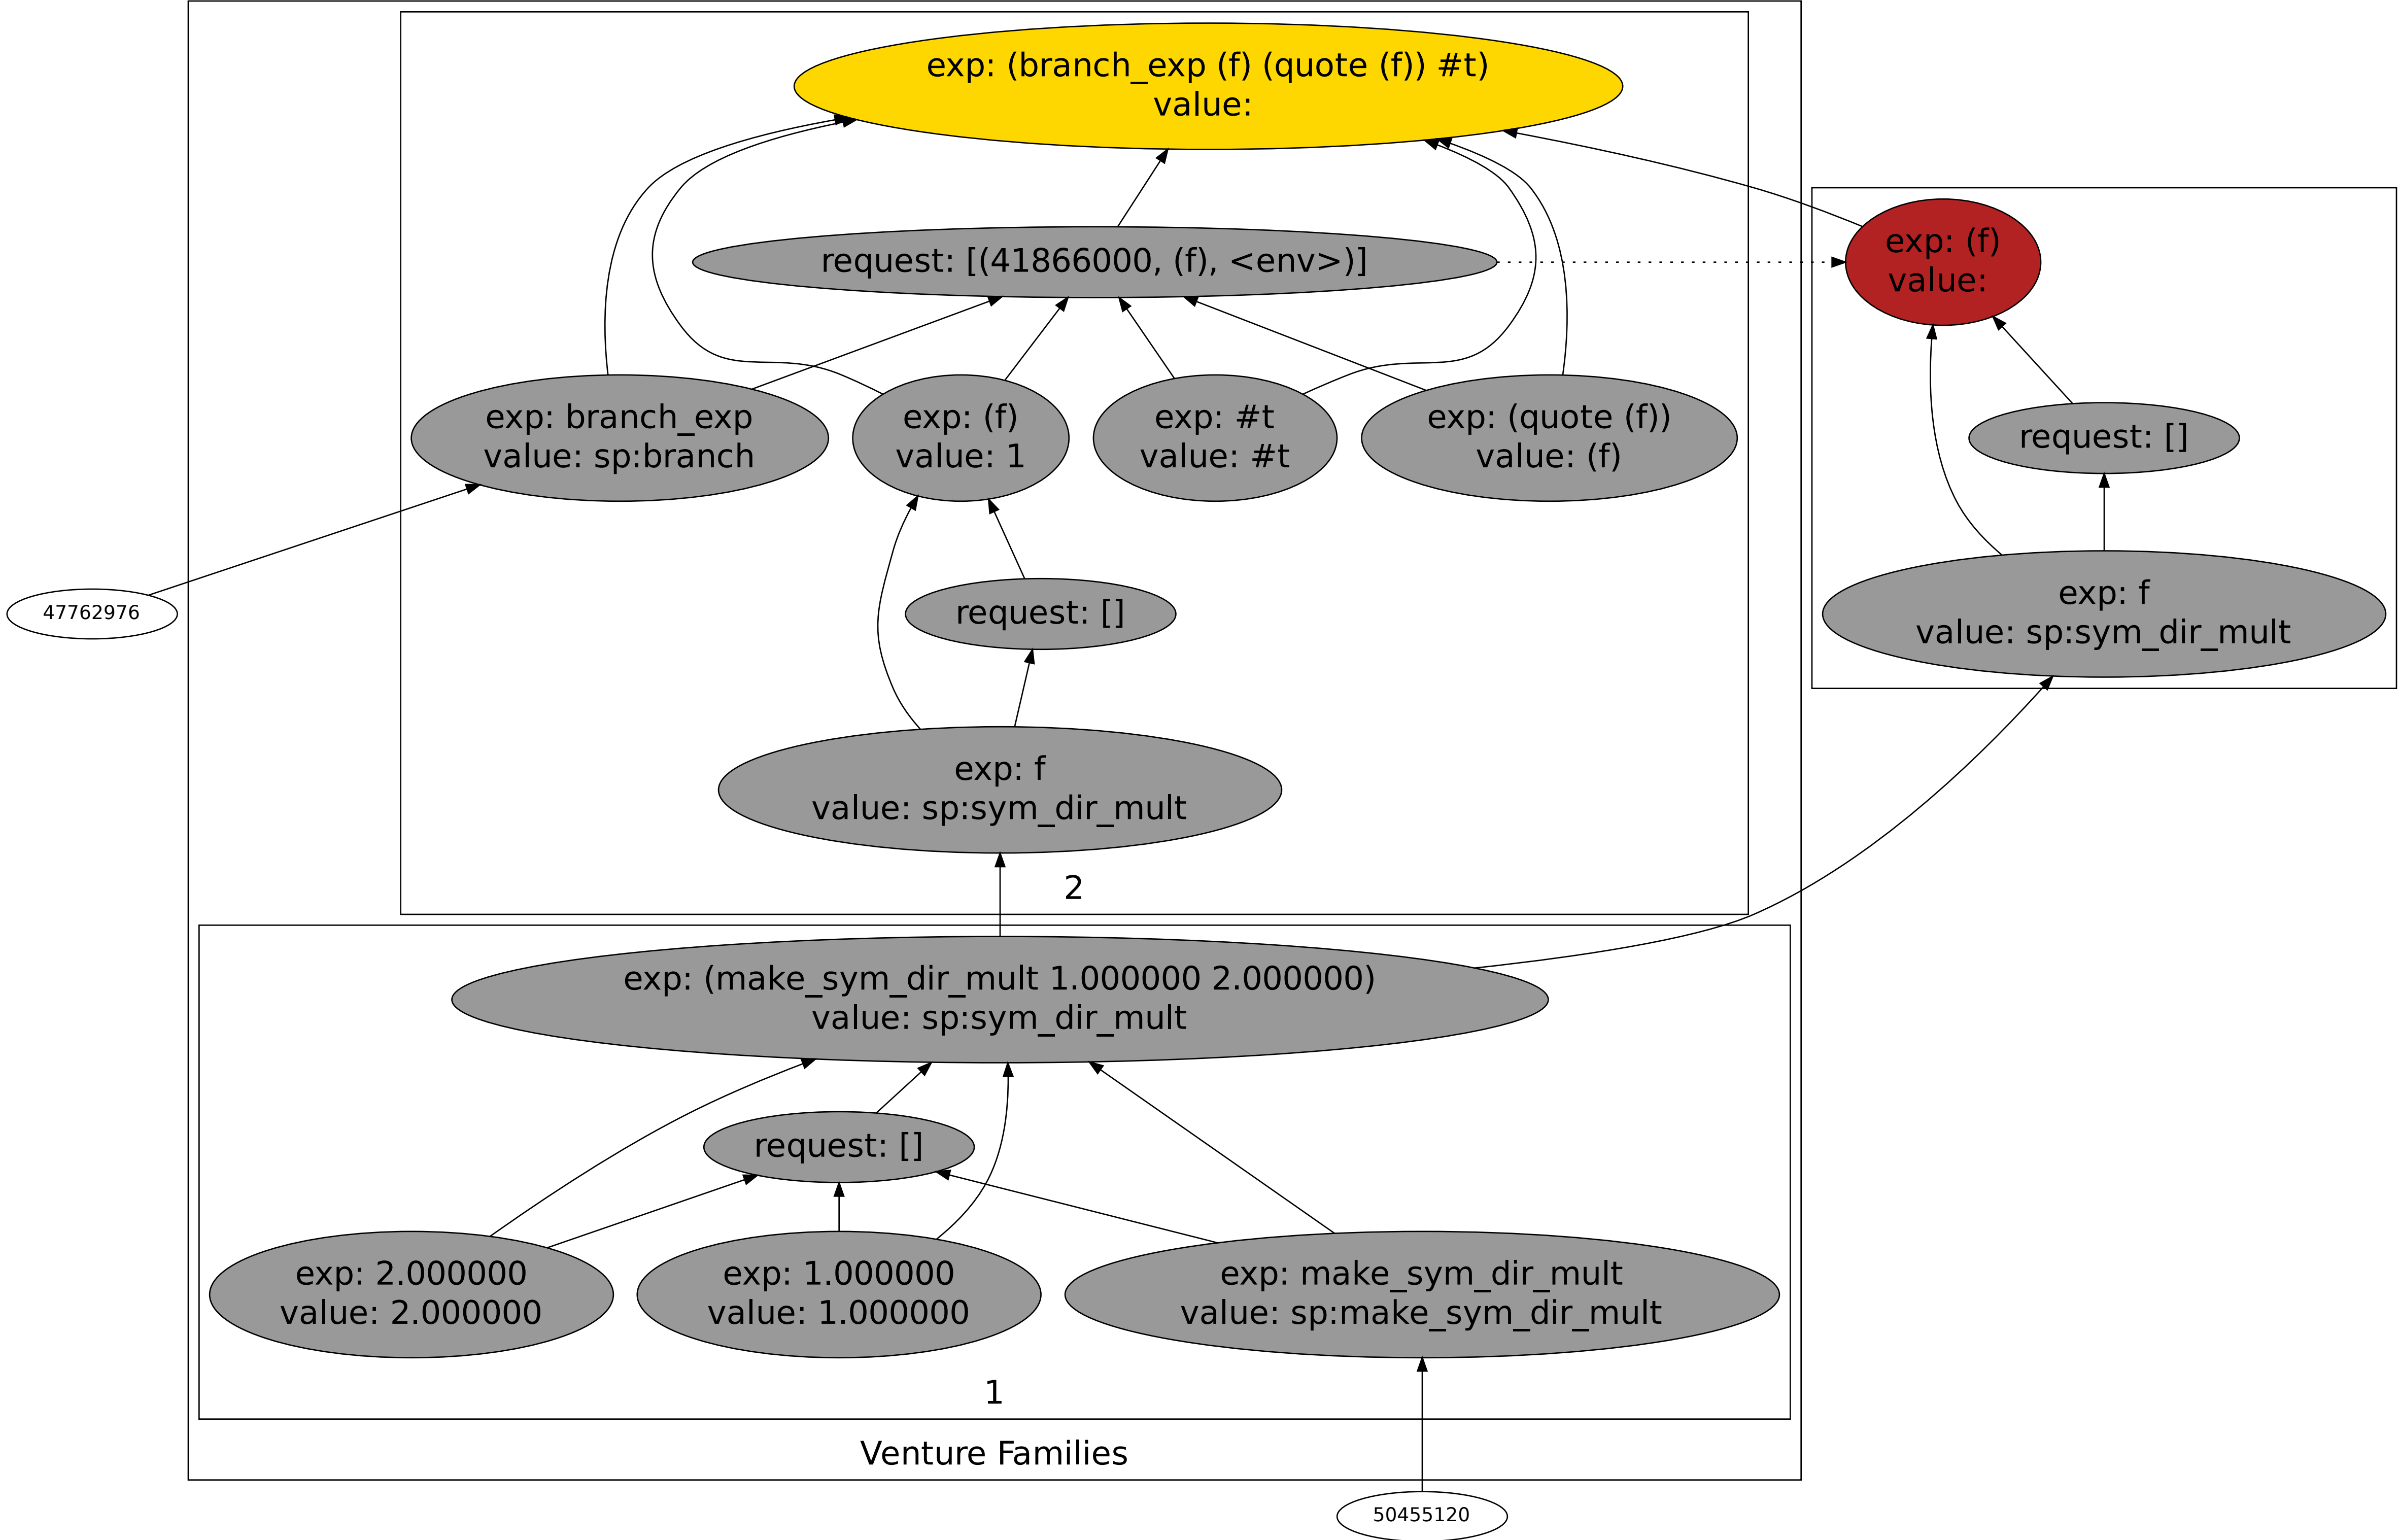 exp: (branch_exp (f) (quote (f)) #t)
value:
request: [(41866000, (f), <env>)]
exp: (f)
value:
exp: branch_exp
value: sp:branch
exp: (f)
value: 1
exp: #t
value: #t
exp: (quote (f))
value: (f)
request: []
47762976
request: []
exp: f
value: sp:sym_dir_mult
exp: f
value: sp:sym_dir_mult
2
exp: (make_sym_dir_mult 1.000000 2.000000)
value: sp:sym_dir_mult
request: []
exp: 2.000000
value: 2.000000
exp: 1.000000
value: 1.000000
exp: make_sym_dir_mult
value: sp:make_sym_dir_mult
1
Venture Families
50455120